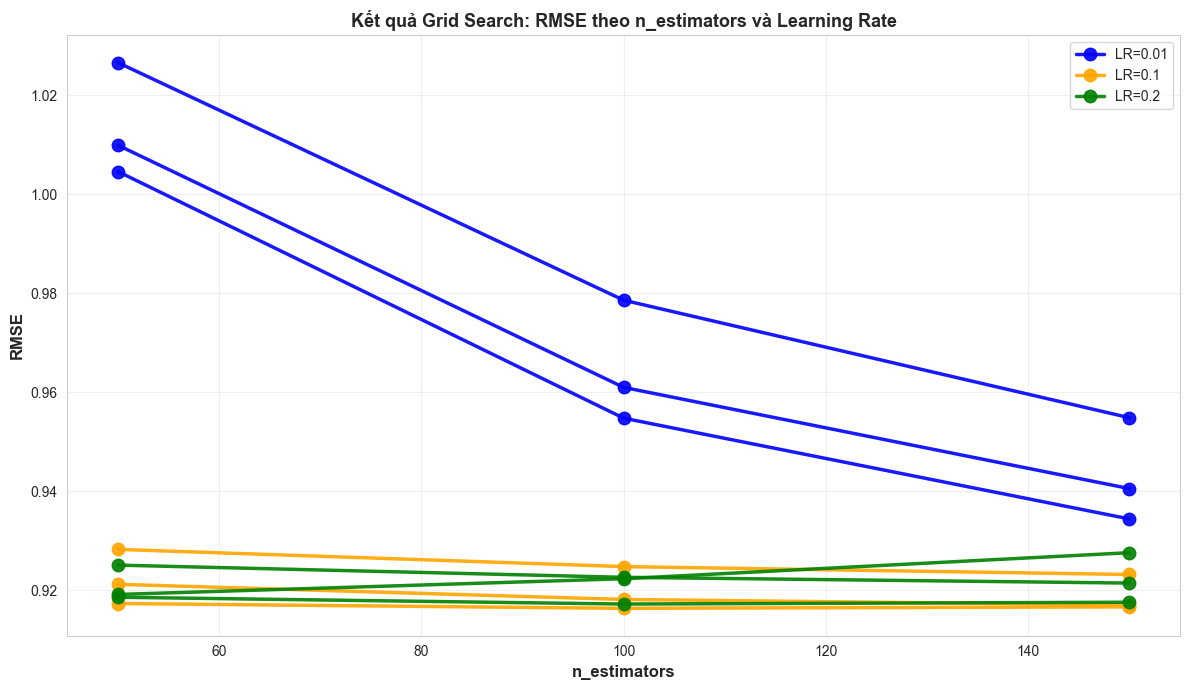 Kết quả Grid Search: RMSE theo n_estimators và Learning Rate
LR=0.01
LR=0.1
LR=0.2
1.02
1.00
0.98
0.96
0.94
0.92
RMSE
60
80
100
120
140
n_estimators